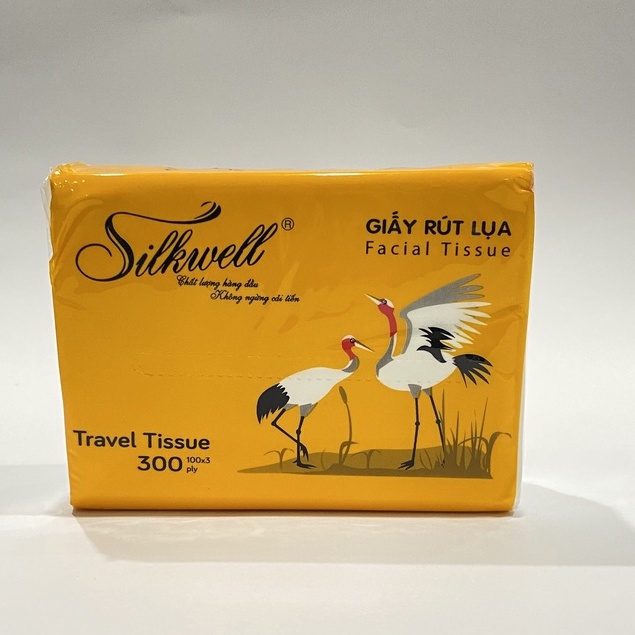 Silkwell ®
Chất lượng hàng đầu
Không ngừng cải tiến
GIẤY RÚT LỤA
Facial Tissue
Travel Tissue
300 100x3
ply